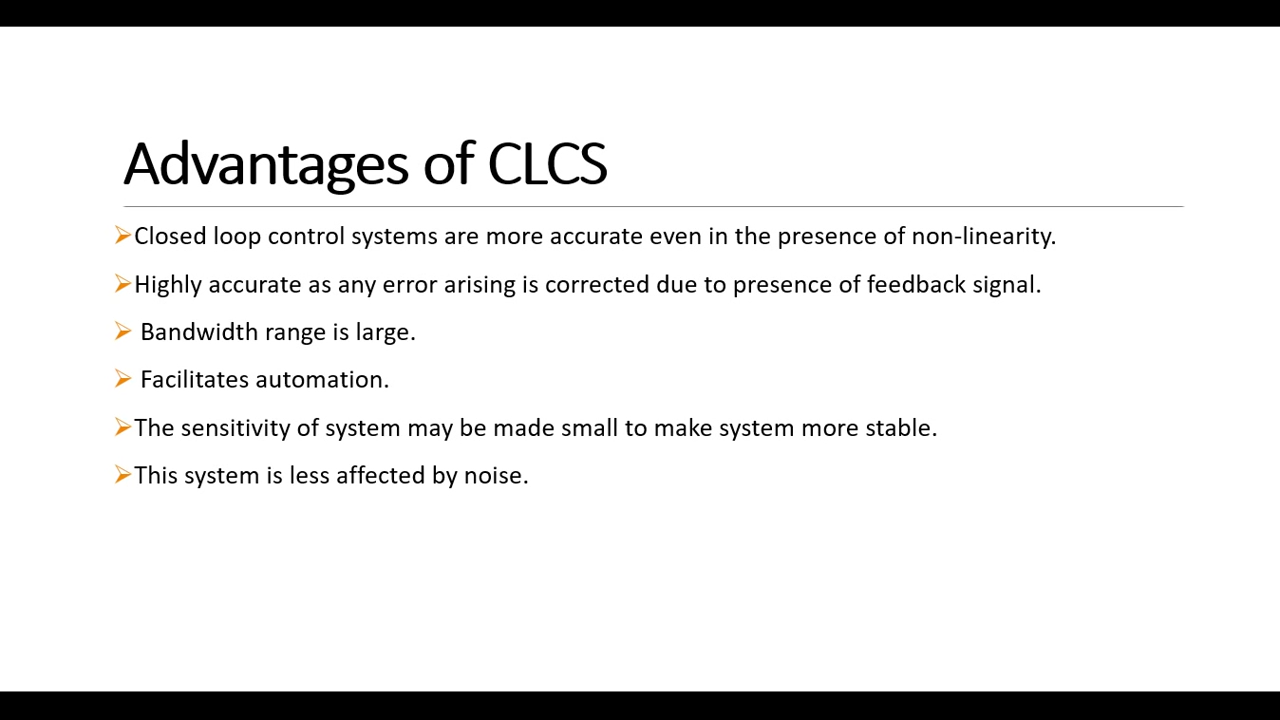 Advantages of CLCS
➢Closed loop control systems are more accurate even in the presence of non-linearity.
➢Highly accurate as any error arising is corrected due to presence of feedback signal.
➢ Bandwidth range is large.
➢ Facilitates automation.
➢The sensitivity of system may be made small to make system more stable.
➢This system is less affected by noise.